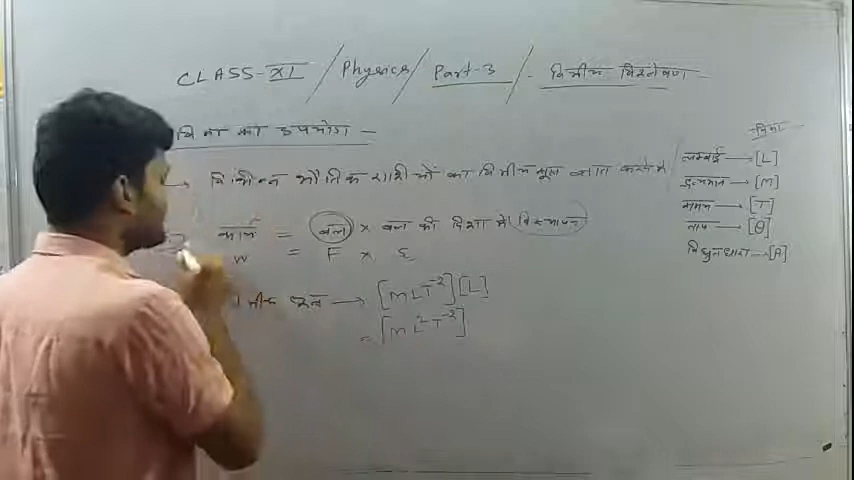 CLASS-XI / Physics / Part-3 / विमीय विश्लेषण
विमा का उपयोग -
→ विभिन्न भौतिक राशीयों का विमीय सूत्र ज्ञात करने में
कार्य = बल × बल की दिशा में विस्थापन
W = F × S
सूत्र → [MLT⁻²][L]
= [ML²T⁻²]
विमा
लम्बाई → [L]
द्रव्यमान → [M]
समय → [T]
ताप → [θ]
विधुतधारा → [A]